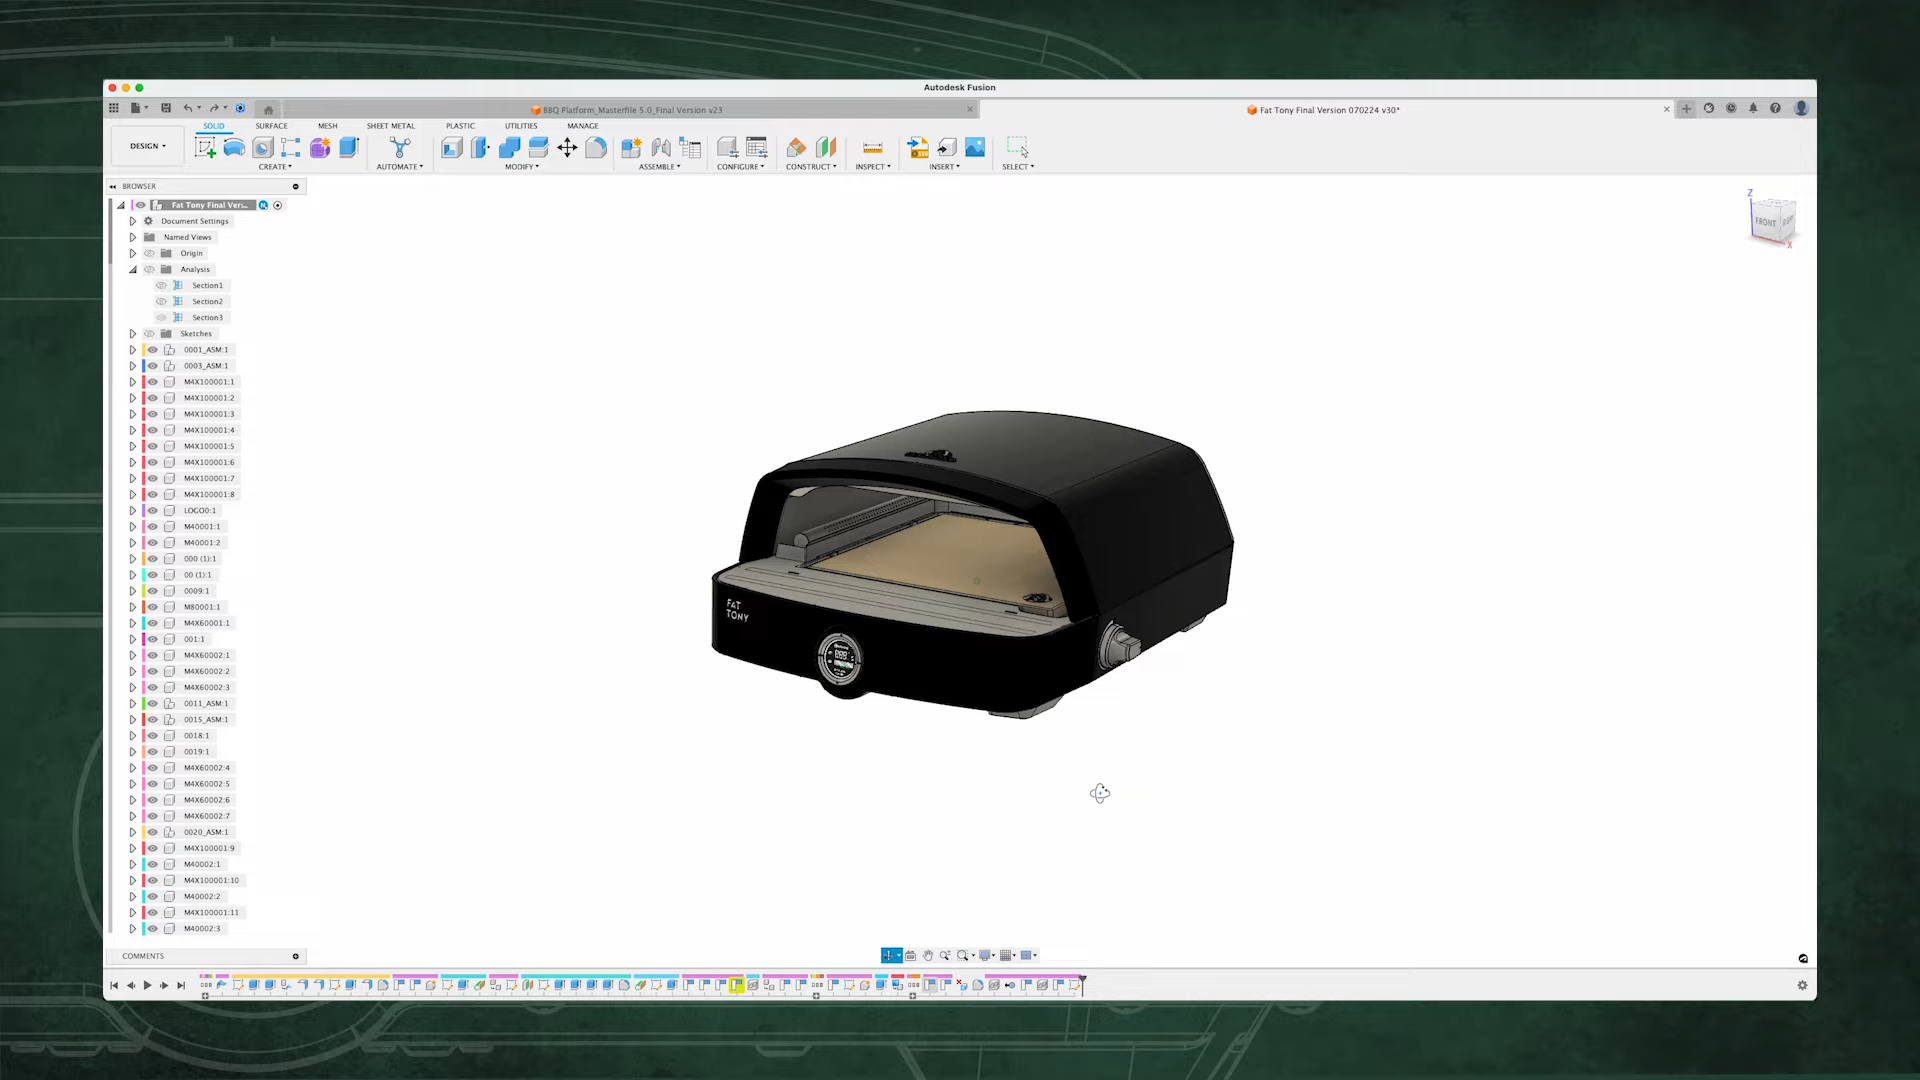 Autodesk Fusion
BBQ Platform_Masterfile 5.0_Final Version v23
Fat Tony Final Version 070224 v30*
DESIGN
SOLID SURFACE MESH SHEET METAL PLASTIC UTILITIES MANAGE
CREATE AUTOMATE MODIFY ASSEMBLE CONFIGURE CONSTRUCT INSPECT INSERT SELECT
BROWSER
Fat Tony Final Ver...
Document Settings
Named Views
Origin
Analysis
Section1
Section2
Section3
Sketches
0001_ASM:1
0003_ASM:1
M4X100001:1
M4X100001:2
M4X100001:3
M4X100001:4
M4X100001:5
M4X100001:6
M4X100001:7
M4X100001:8
LOGO0:1
M40001:1
M40001:2
000 (1):1
00 (1):1
0009:1
M80001:1
M4X60001:1
001:1
M4X60002:1
M4X60002:2
M4X60002:3
0011_ASM:1
0015_ASM:1
0018:1
0019:1
M4X60002:4
M4X60002:5
M4X60002:6
M4X60002:7
0020_ASM:1
M4X100001:9
M40002:1
M4X100001:10
M40002:2
M4X100001:11
M40002:3
COMMENTS
Z
FRONT
X
FAT
TONY